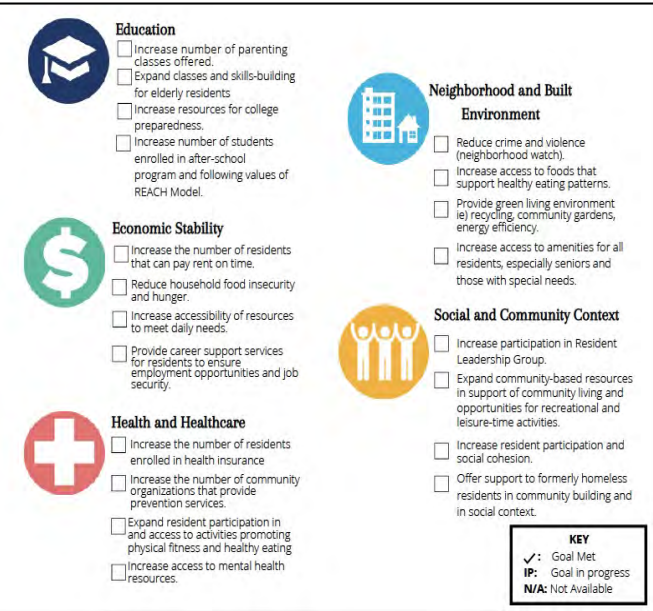 Education
Increase number of parenting
classes offered.
Expand classes and skills-building
for elderly residents
Increase resources for college
preparedness.
Increase number of students
enrolled in after-school
program and following values of
REACH Model.
Economic Stability
Increase the number of residents
that can pay rent on time.
Reduce household food insecurity
and hunger.
Increase accessibility of resources
to meet daily needs.
Provide career support services
for residents to ensure
employment opportunities and job
security.
Health and Healthcare
Increase the number of residents
enrolled in health insurance
Increase the number of community
organizations that provide
prevention services.
Expand resident participation in
and access to activities promoting
physical fitness and healthy eating
Increase access to mental health
resources.
Neighborhood and Built
Environment
Reduce crime and violence
(neighborhood watch).
Increase access to foods that
support healthy eating patterns.
Provide green living environment
ie) recycling, community gardens,
energy efficiency.
Increase access to amenities for all
residents, especially seniors and
those with special needs.
Social and Community Context
Increase participation in Resident
Leadership Group.
Expand community-based resources
in support of community living and
opportunities for recreational and
leisure-time activities.
Increase resident participation and
social cohesion.
Offer support to formerly homeless
residents in community building and
in social context.
KEY
✓: Goal Met
IP: Goal in progress
N/A: Not Available